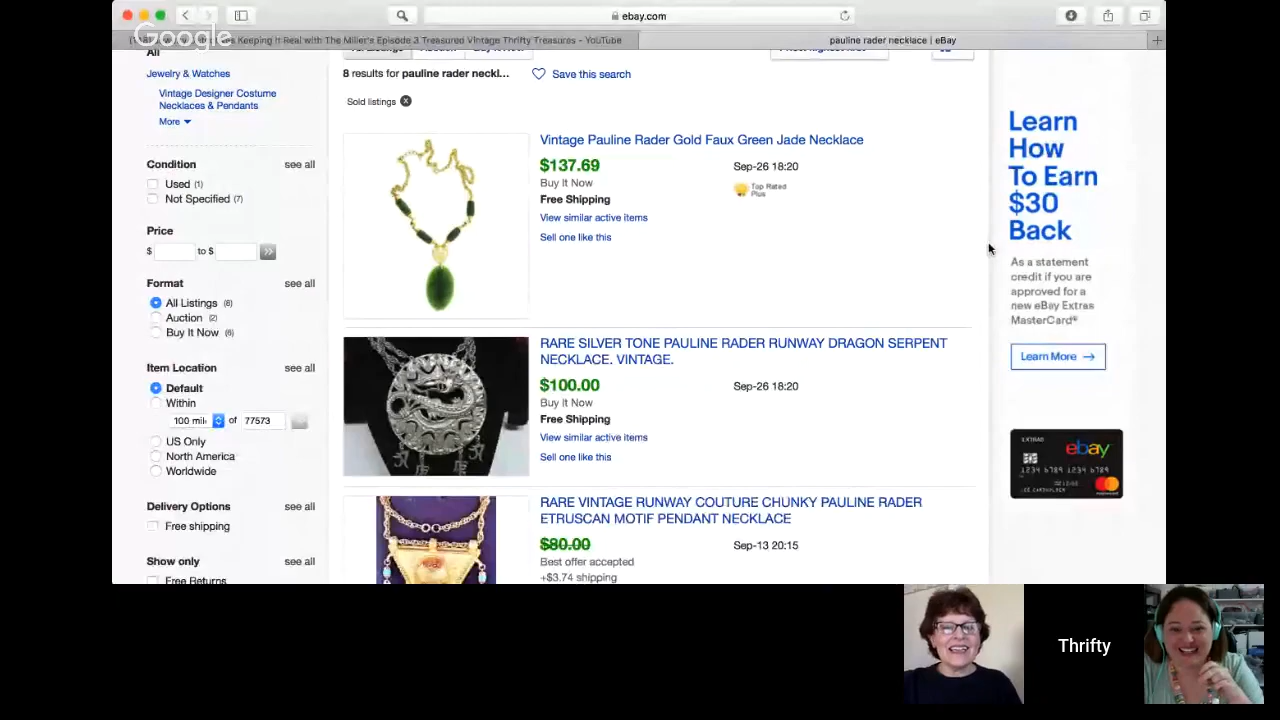 ebay.com
Google
Keeping It Real with The Miller's Episode 3 Treasured Vintage Thrifty Treasures - YouTube
pauline rader necklace | eBay
All
Jewelry & Watches
Vintage Designer Costume
Necklaces & Pendants
More
Condition
see all
Used (1)
Not Specified (7)
Price
$ to $
Format
see all
All Listings (8)
Auction (2)
Buy It Now (6)
Item Location
see all
Default
Within
100 mil of 77573
US Only
North America
Worldwide
Delivery Options
see all
Free shipping
Show only
see all
Free Returns
8 results for pauline rader neckl...
Save this search
Sold listings
Vintage Pauline Rader Gold Faux Green Jade Necklace
$137.69
Sep-26 18:20
Buy It Now
Top Rated
Plus
Free Shipping
View similar active items
Sell one like this
RARE SILVER TONE PAULINE RADER RUNWAY DRAGON SERPENT
NECKLACE. VINTAGE.
$100.00
Sep-26 18:20
Buy It Now
Free Shipping
View similar active items
Sell one like this
RARE VINTAGE RUNWAY COUTURE CHUNKY PAULINE RADER
ETRUSCAN MOTIF PENDANT NECKLACE
$80.00
Sep-13 20:15
Best offer accepted
+$3.74 shipping
Learn
How
To Earn
$30
Back
As a statement
credit if you are
approved for a
new eBay Extras
MasterCard®
Learn More
ebay
Thrifty